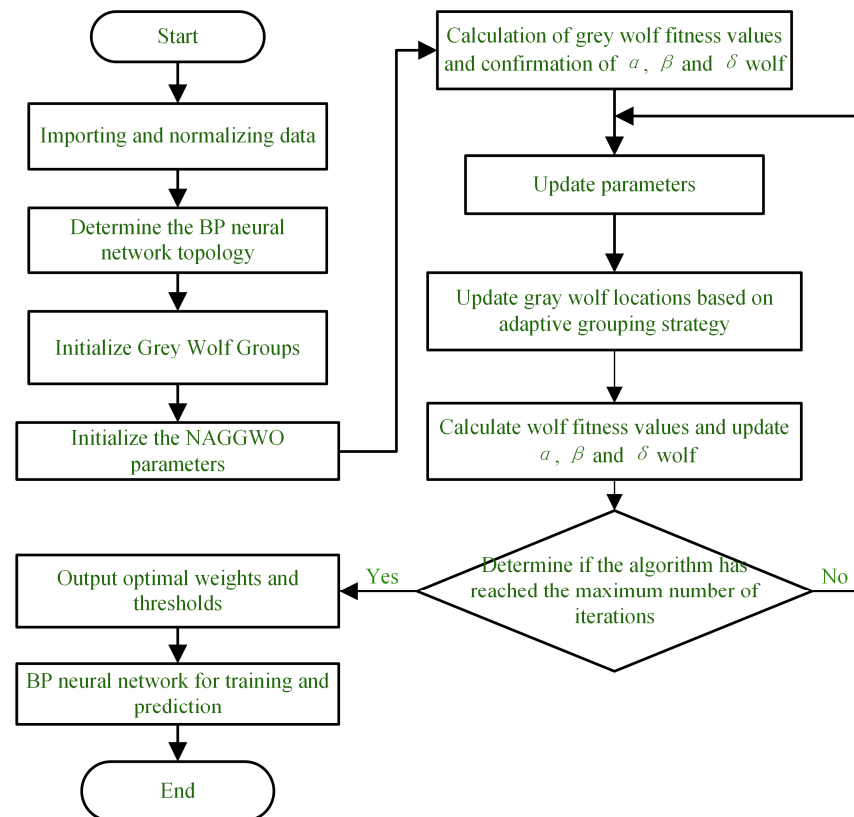 Start
Importing and normalizing data
Determine the BP neural
network topology
Initialize Grey Wolf Groups
Initialize the NAGGWO
parameters
Calculation of grey wolf fitness values
and confirmation of α, β and δ wolf
Update parameters
Update gray wolf locations based on
adaptive grouping strategy
Calculate wolf fitness values and update
α, β and δ wolf
Determine if the algorithm has
reached the maximum number of
iterations
Yes
No
Output optimal weights and
thresholds
BP neural network for training and
prediction
End